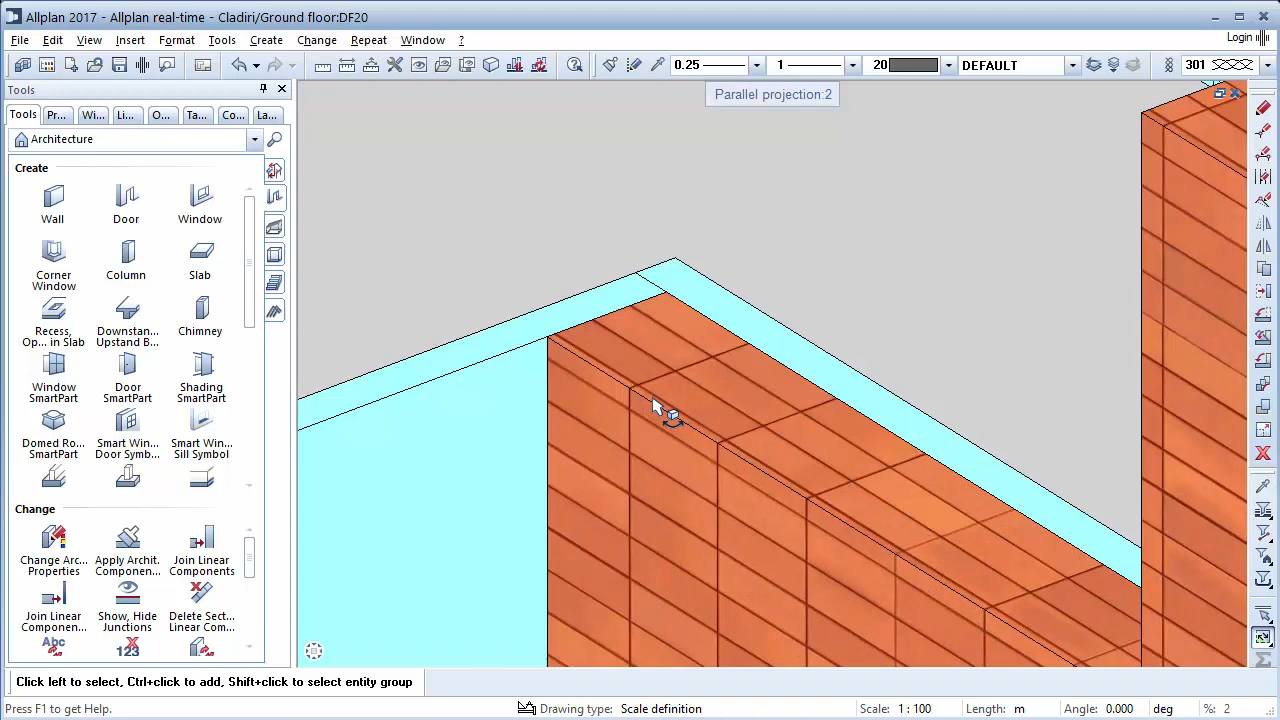 Allplan 2017 - Allplan real-time - Cladiri/Ground floor:DF20
File Edit View Insert Format Tools Create Change Repeat Window ?
Login
0.25 1 20 DEFAULT 301
Tools
Parallel projection:2
Tools Pr... Wi... Li... O... Ta... Co... La...
Architecture
Create
Wall Door Window
Corner Window Column Slab
Recess, Op... in Slab Downstan... Upstand B... Chimney
Window SmartPart Door SmartPart Shading SmartPart
Domed Ro... SmartPart Smart Win... Door Symb... Smart Win... Sill Symbol
Change
Change Arc... Properties Apply Archit... Componen... Join Linear Components
Join Linear Componen... Show, Hide Junctions Delete Sect... Linear Com...
Abc 123
Click left to select, Ctrl+click to add, Shift+click to select entity group
Press F1 to get Help. Drawing type: Scale definition Scale: 1 : 100 Length: m Angle: 0.000 deg %: 2